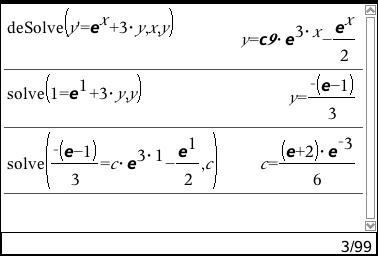 deSolve(y'=e^x+3·y,x,y)
y=c9·e^(3·x)-e^x/2
solve(1=e^1+3·y,y)
y=-(e-1)/3
solve(-(e-1)/3=c·e^(3·1)-e^1/2,c)
c=(e+2)·e^(-3)/6
3/99